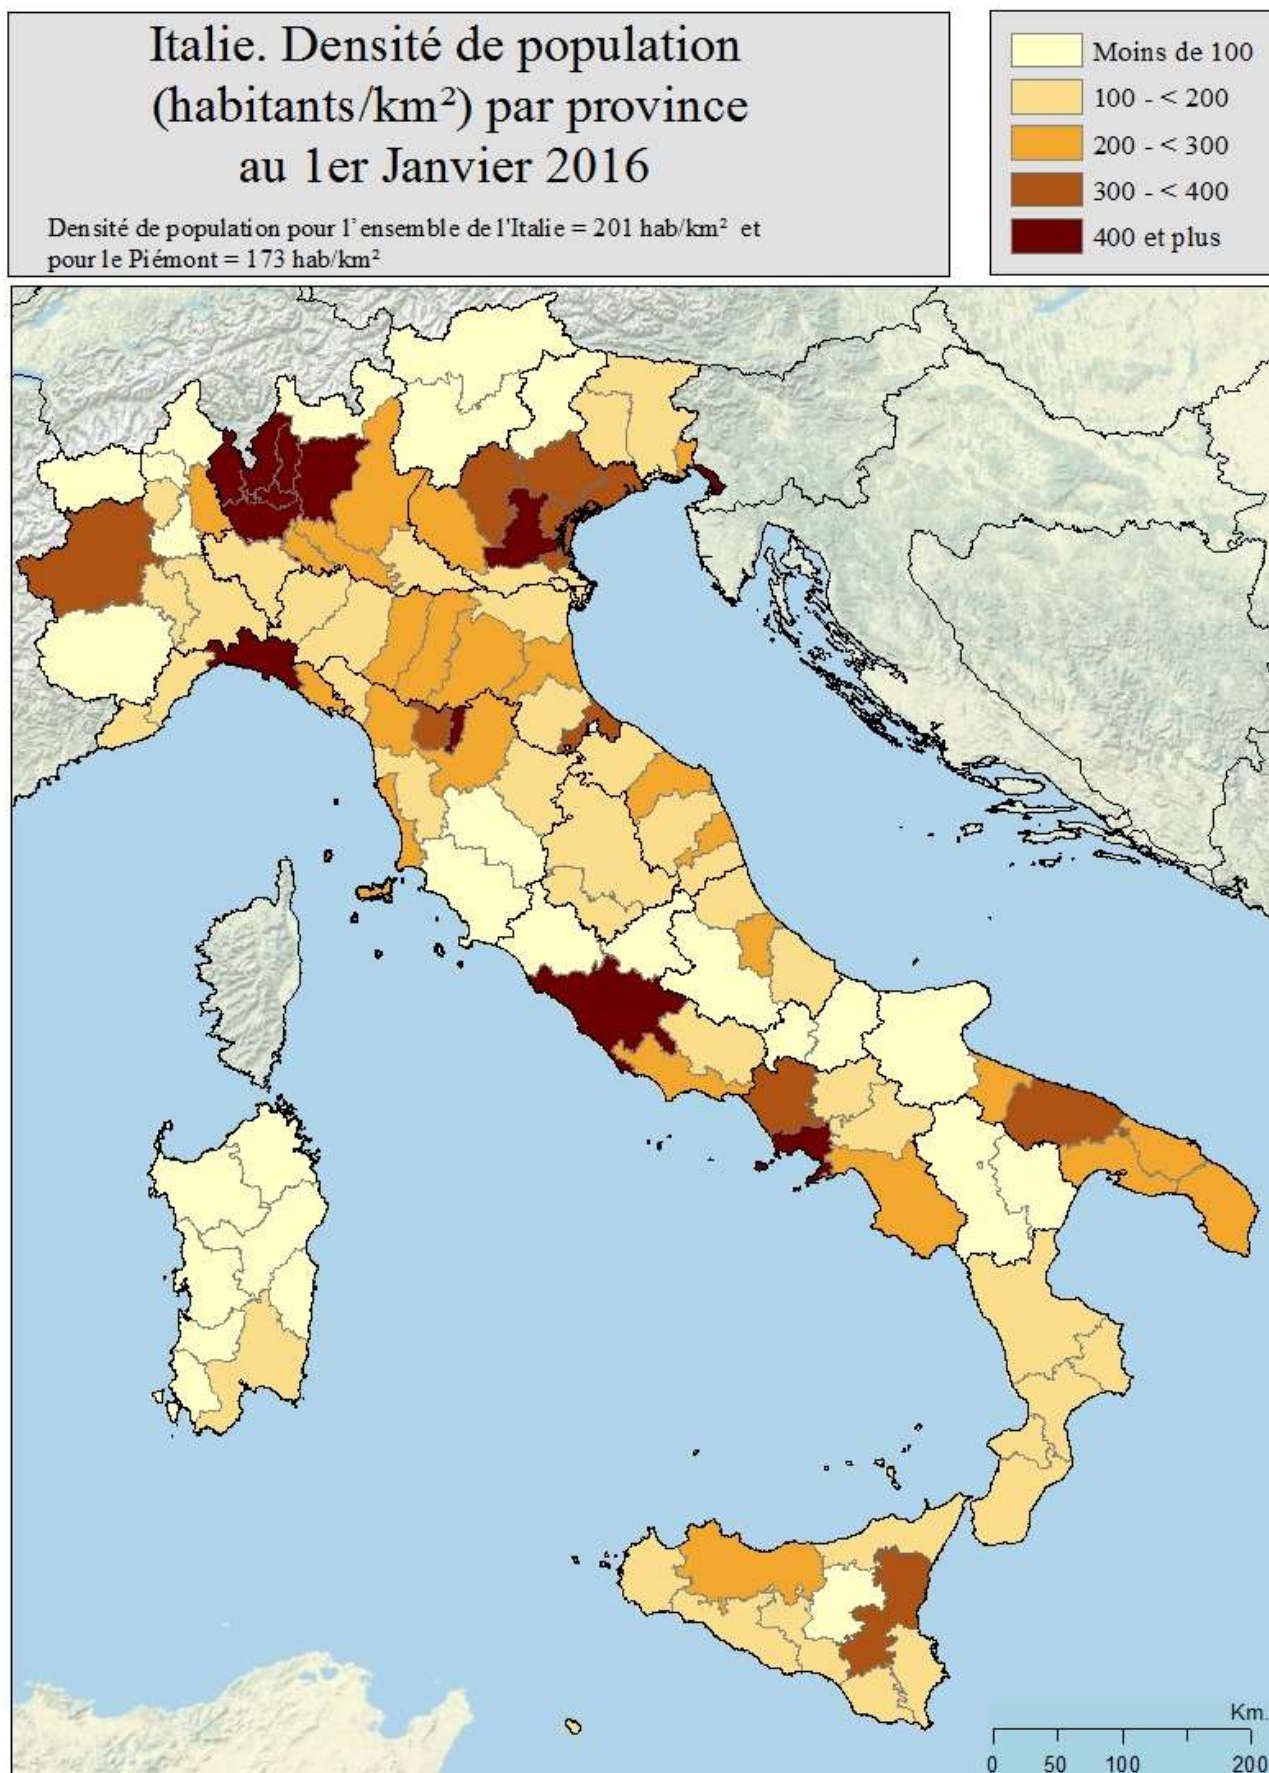 Italie. Densité de population
(habitants/km²) par province
au 1er Janvier 2016
Densité de population pour l'ensemble de l'Italie = 201 hab/km² et
pour le Piémont = 173 hab/km²
Moins de 100
100 - < 200
200 - < 300
300 - < 400
400 et plus
Km.
0 50 100 200